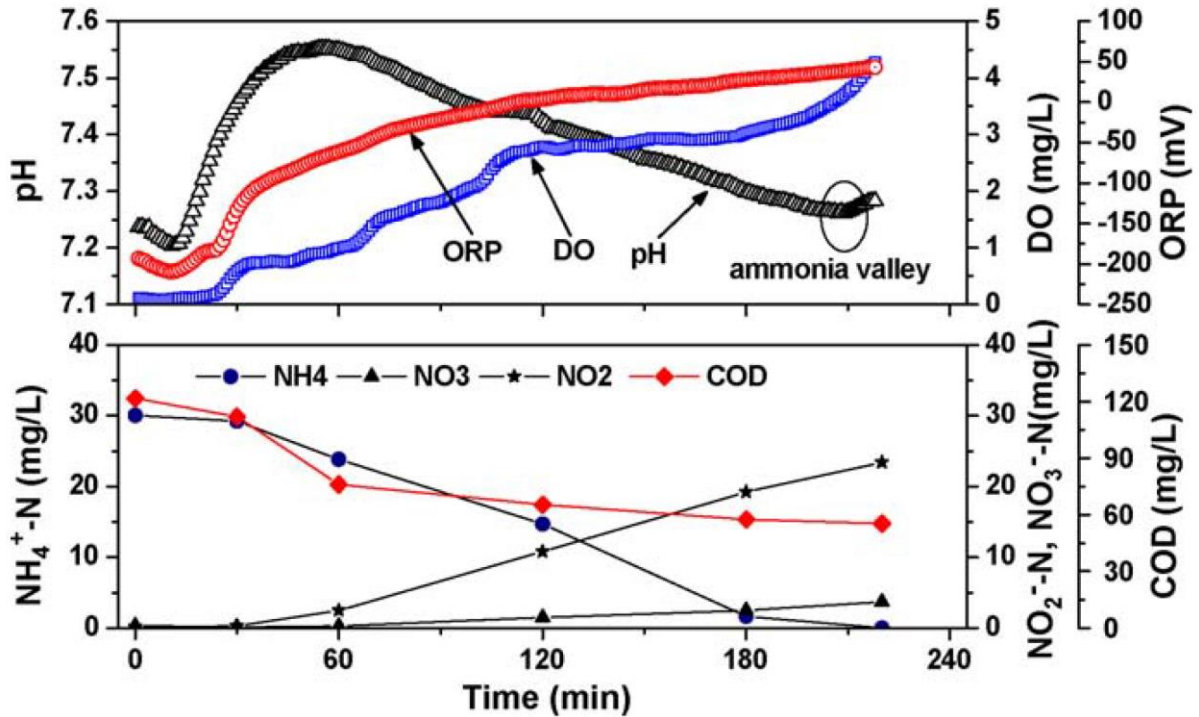 7.6
7.5
7.4
7.3
7.2
7.1
pH
5
4
3
2
1
0
DO (mg/L)
100
50
0
-50
-100
-150
-200
-250
ORP (mV)
ORP
DO
pH
ammonia valley
40
30
20
10
0
NH₄⁺-N (mg/L)
NH4
NO3
NO2
COD
40
30
20
10
0
NO₂⁻-N, NO₃⁻-N(mg/L)
150
120
90
60
30
0
COD (mg/L)
0
60
120
180
240
Time (min)